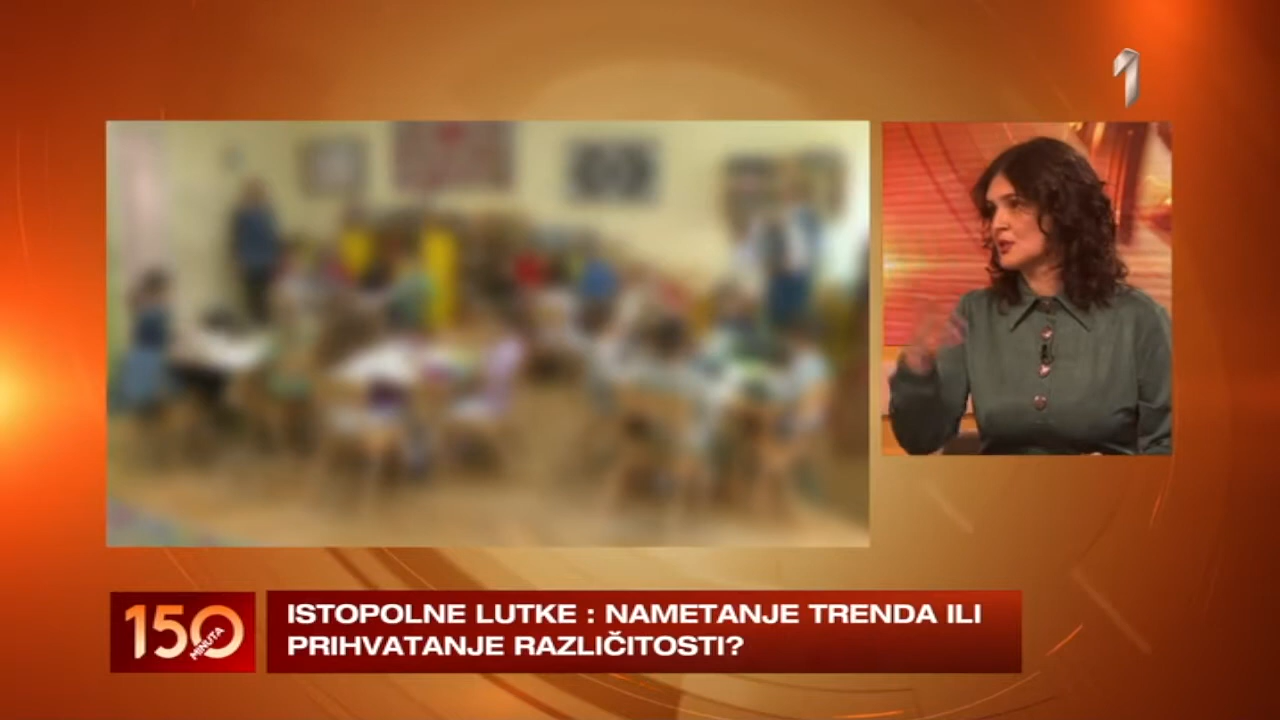 1
150
MINUTA
ISTOPOLNE LUTKE : NAMETANJE TRENDA ILI
PRIHVATANJE RAZLIČITOSTI?